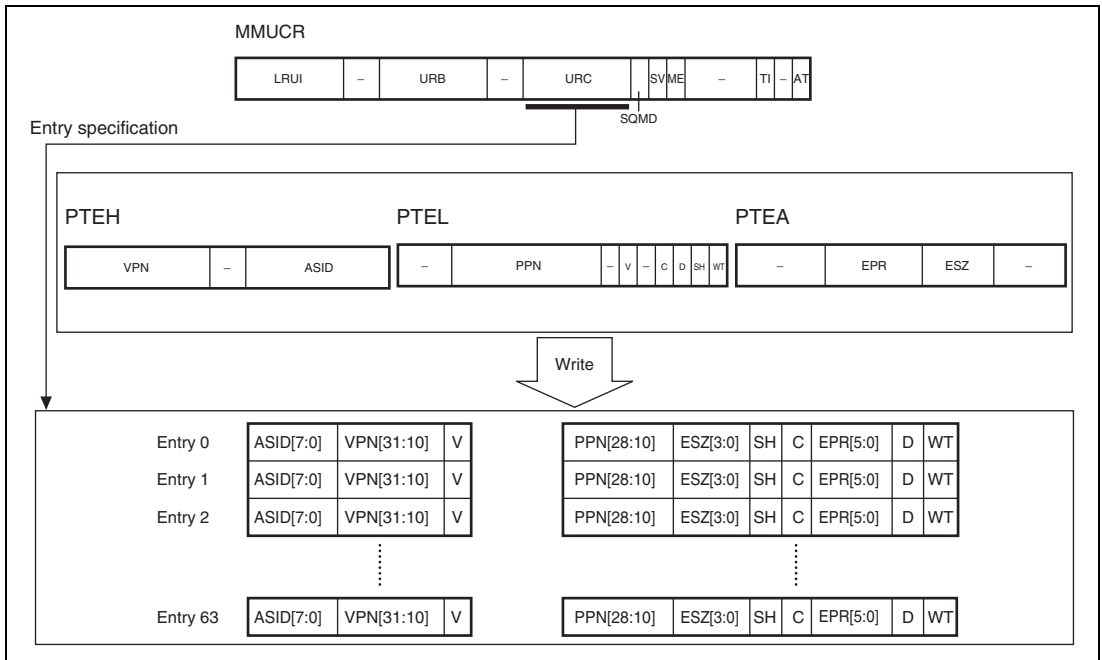 MMUCR
LRUI – URB – URC SV ME – TI – AT
SQMD
Entry specification
PTEH PTEL PTEA
VPN – ASID – PPN – V – C D SH WT – EPR ESZ –
Write
Entry 0 ASID[7:0] VPN[31:10] V PPN[28:10] ESZ[3:0] SH C EPR[5:0] D WT
Entry 1 ASID[7:0] VPN[31:10] V PPN[28:10] ESZ[3:0] SH C EPR[5:0] D WT
Entry 2 ASID[7:0] VPN[31:10] V PPN[28:10] ESZ[3:0] SH C EPR[5:0] D WT
Entry 63 ASID[7:0] VPN[31:10] V PPN[28:10] ESZ[3:0] SH C EPR[5:0] D WT